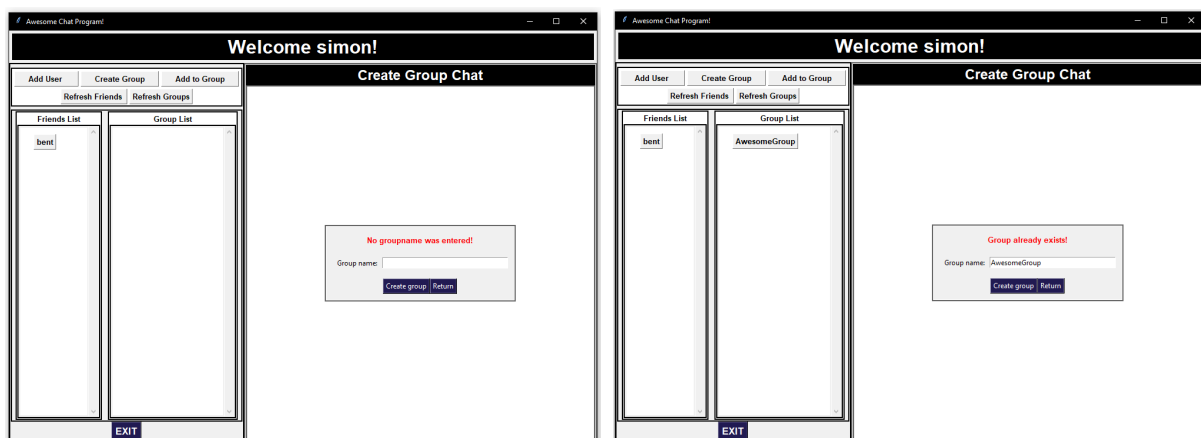 Awesome Chat Program!
Welcome simon!
Add User Create Group Add to Group
Refresh Friends Refresh Groups
Friends List Group List
bent
Create Group Chat
No groupname was entered!
Group name:
Create group Return
EXIT
Awesome Chat Program!
Welcome simon!
Add User Create Group Add to Group
Refresh Friends Refresh Groups
Friends List Group List
bent AwesomeGroup
Create Group Chat
Group already exists!
Group name: AwesomeGroup
Create group Return
EXIT